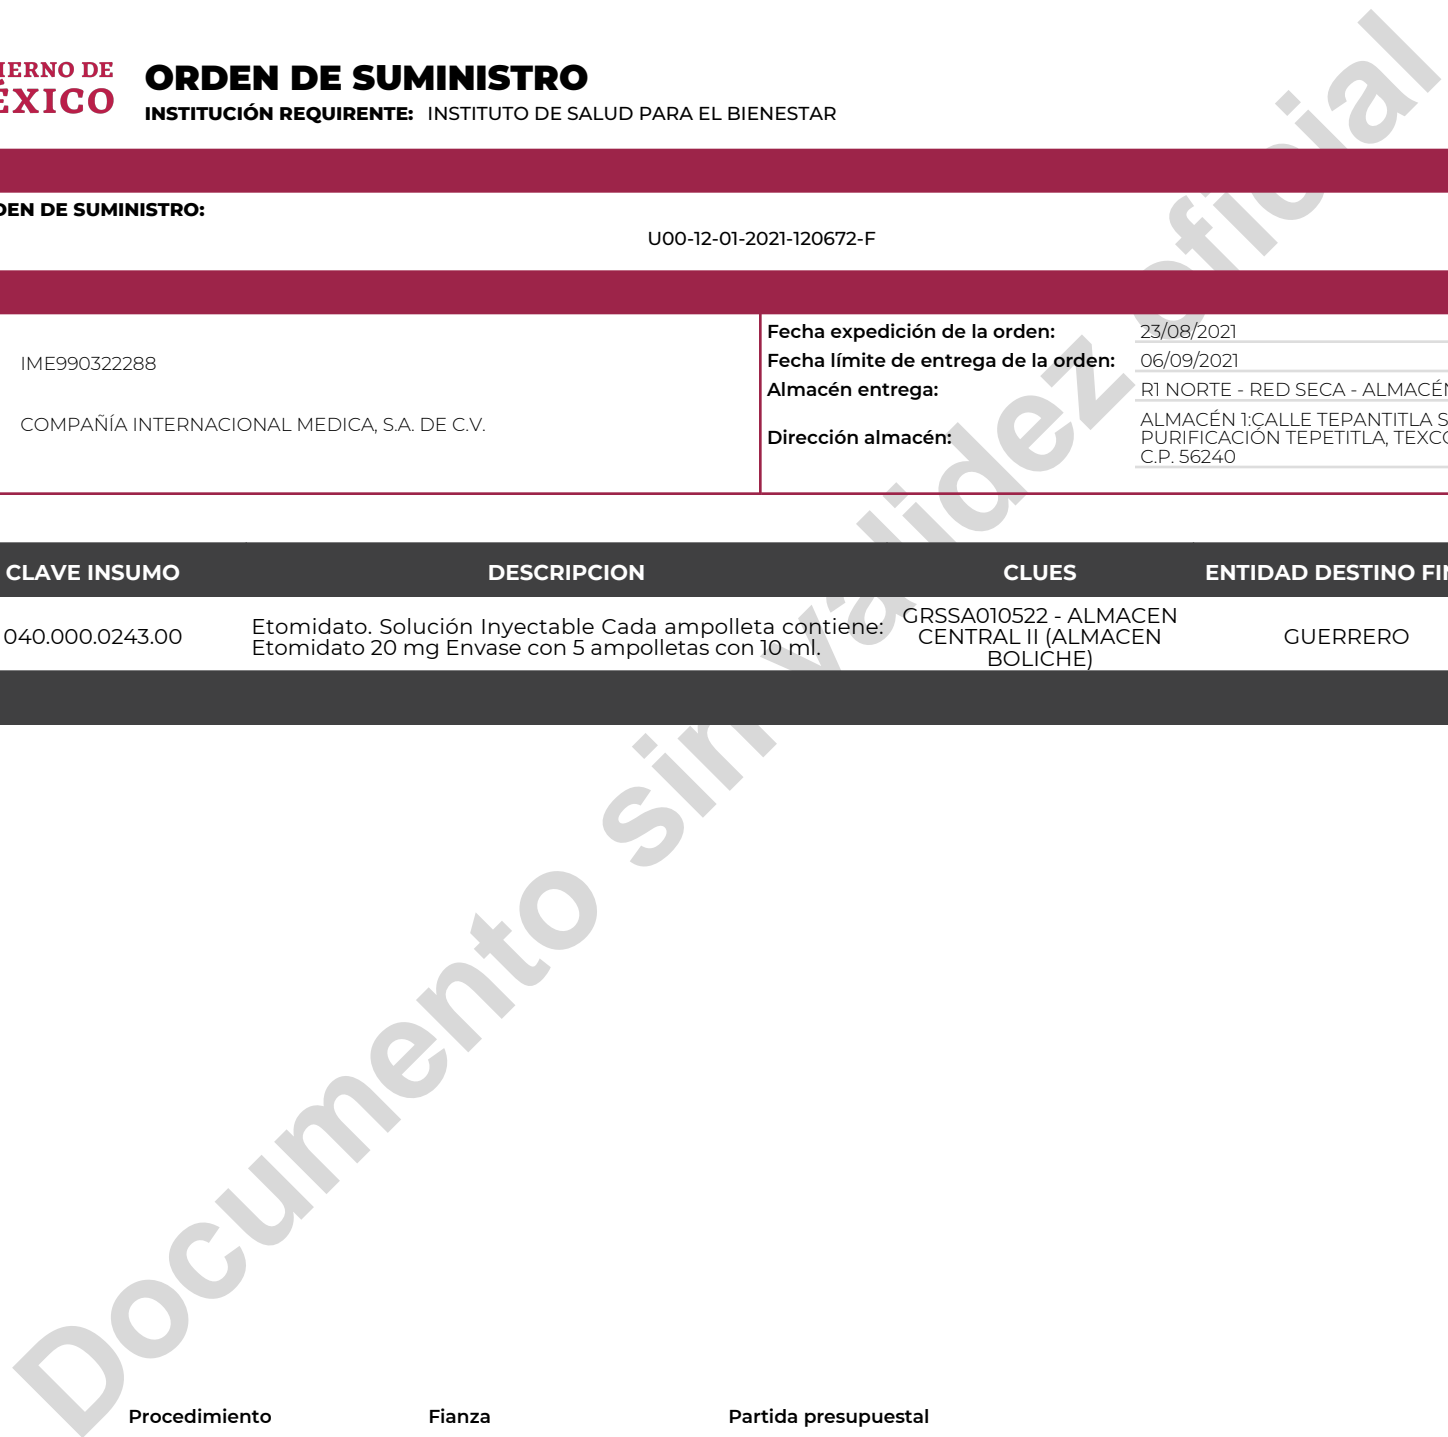 IERNO DE
ÉXICO
ORDEN DE SUMINISTRO
INSTITUCIÓN REQUIRENTE: INSTITUTO DE SALUD PARA EL BIENESTAR
DEN DE SUMINISTRO:
U00-12-01-2021-120672-F
IME990322288
COMPAÑÍA INTERNACIONAL MEDICA, S.A. DE C.V.
Fecha expedición de la orden: 23/08/2021
Fecha límite de entrega de la orden: 06/09/2021
Almacén entrega: R1 NORTE - RED SECA - ALMACÉN
Dirección almacén: ALMACÉN 1:CALLE TEPANTITLA S
PURIFICACIÓN TEPETITLA, TEXCO
C.P. 56240
CLAVE INSUMO DESCRIPCION CLUES ENTIDAD DESTINO FIN
040.000.0243.00
Etomidato. Solución Inyectable Cada ampolleta contiene:
Etomidato 20 mg Envase con 5 ampolletas con 10 ml.
GRSSA010522 - ALMACEN
CENTRAL II (ALMACEN
BOLICHE)
GUERRERO
Documento sin validez oficial
Procedimiento Fianza Partida presupuestal